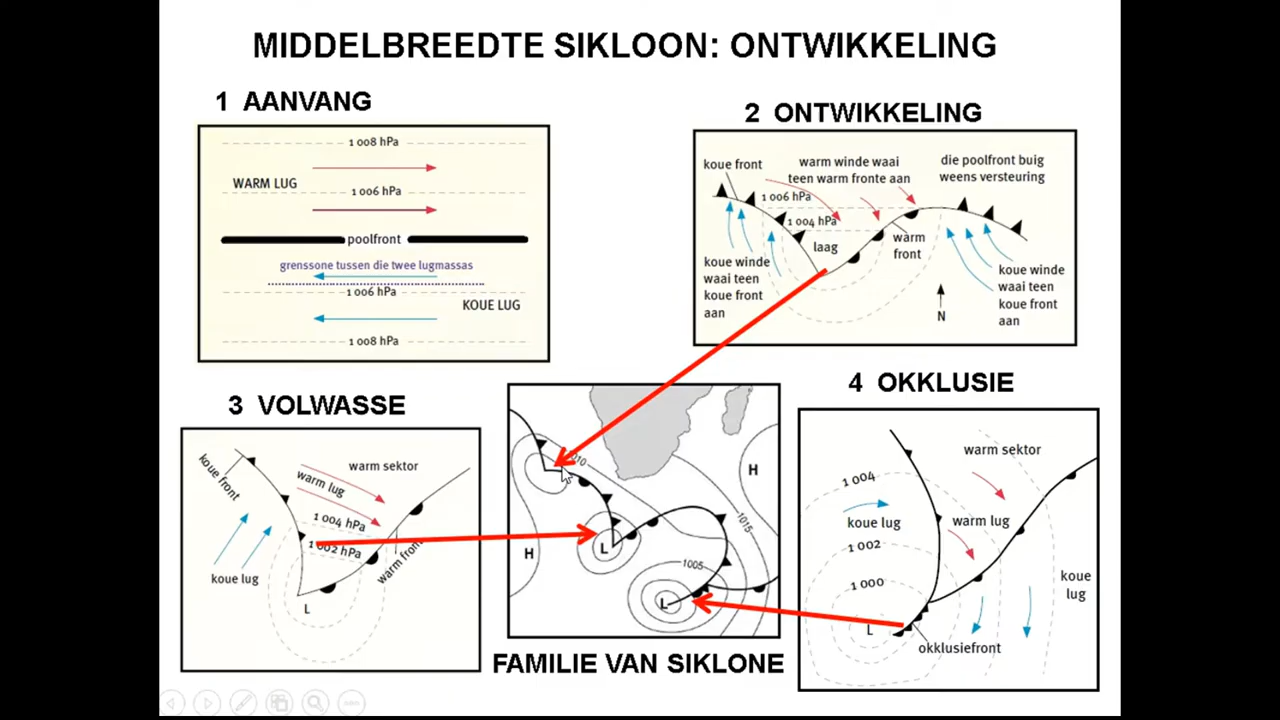 MIDDELBREEDTE SIKLOON: ONTWIKKELING
1 AANVANG
1 008 hPa
WARM LUG
1 006 hPa
poolfront
grenssone tussen die twee lugmassas
1 006 hPa
KOUE LUG
1 008 hPa
2 ONTWIKKELING
koue front
warm winde waai
teen warm fronte aan
die poolfront buig
weens versteuring
1 006 hPa
1 004 hPa
laag
warm
front
koue winde
waai teen
koue front
aan
koue winde
waai teen
koue front
aan
N
3 VOLWASSE
koue front
warm sektor
warm lug
1 004 hPa
1 002 hPa
warm front
koue lug
L
1010
H
1015
H
L
1005
L
FAMILIE VAN SIKLONE
4 OKKLUSIE
warm sektor
1 004
koue lug
warm lug
1 002
1 000
koue
lug
L
okklusiefront